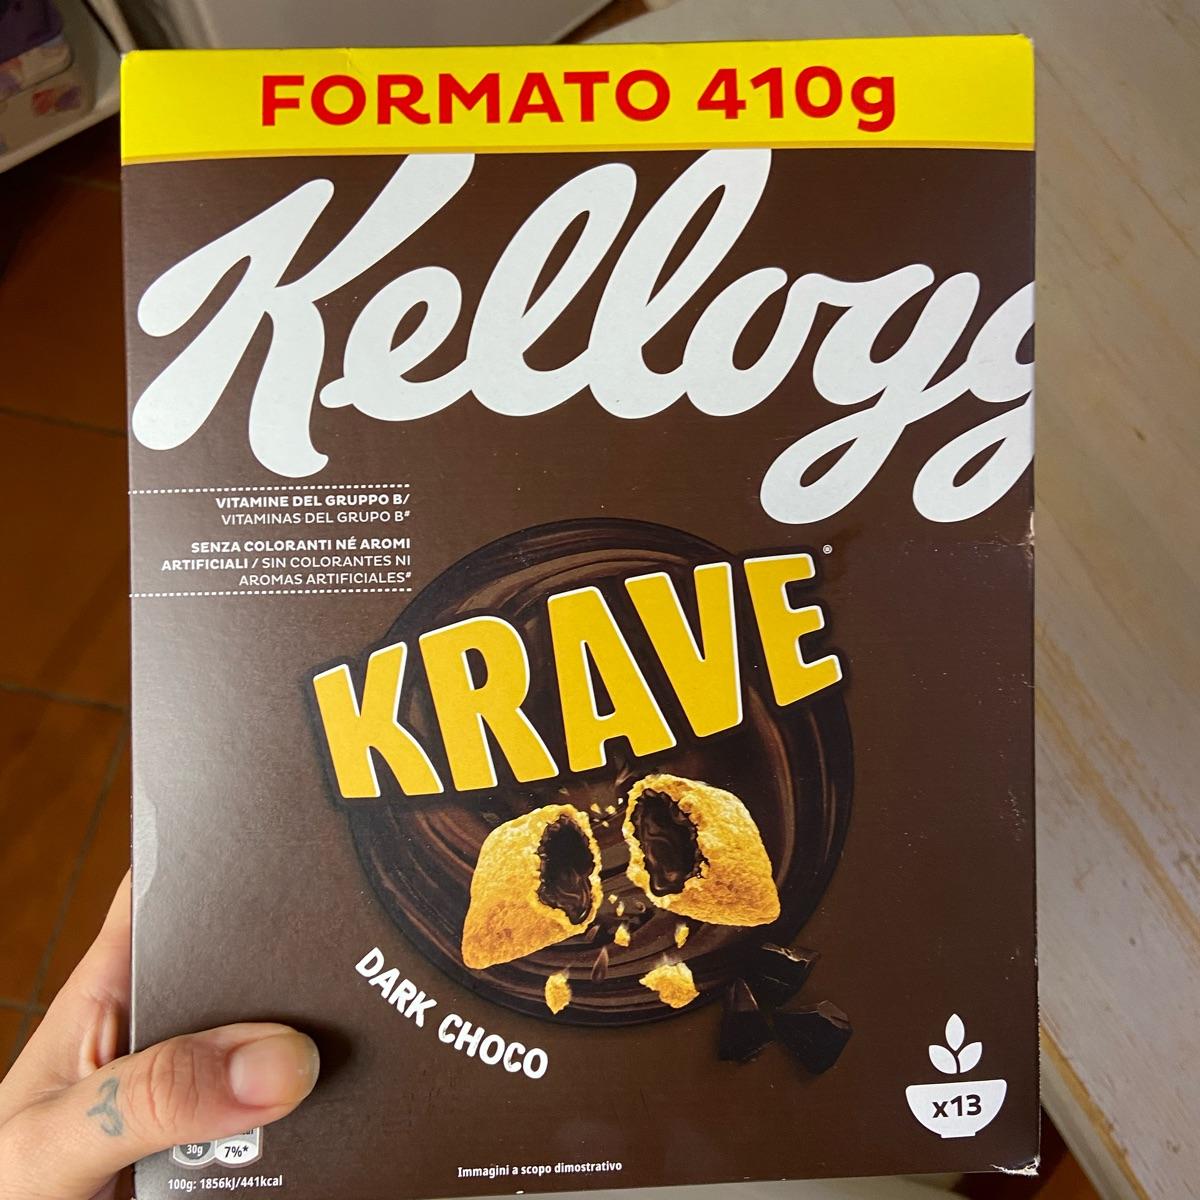 FORMATO 410g
Kellogg
VITAMINE DEL GRUPPO B/
VITAMINAS DEL GRUPO B#
SENZA COLORANTI NÉ AROMI
ARTIFICIALI / SIN COLORANTES NI
AROMAS ARTIFICIALES#
KRAVE®
DARK CHOCO
x13
30g
7%*
100g: 1856kJ/441kcal
Immagini a scopo dimostrativo